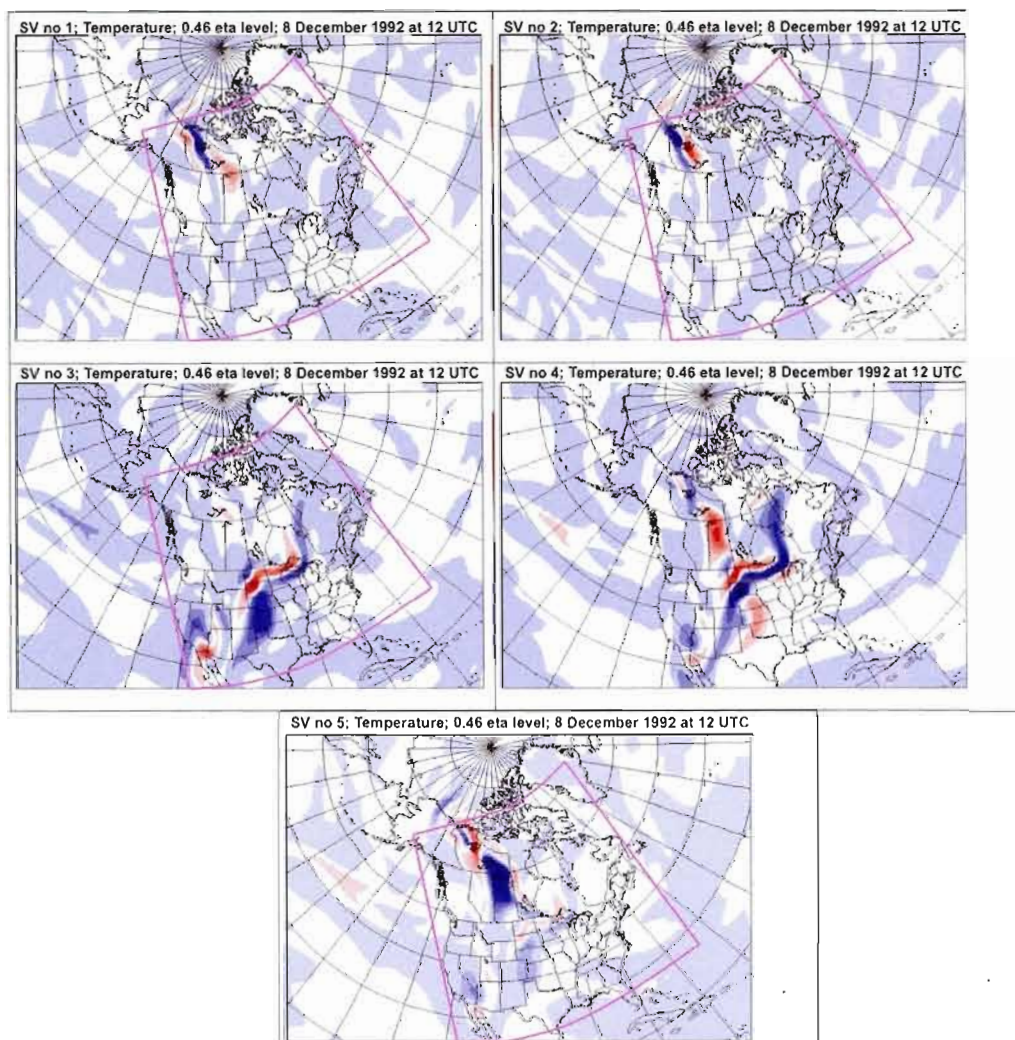 SV no 1; Temperature; 0.46 eta level; 8 December 1992 at 12 UTC
SV no 2; Temperature; 0.46 eta level; 8 December 1992 at 12 UTC
SV no 3; Temperature; 0.46 eta level; 8 December 1992 at 12 UTC
SV no 4; Temperature; 0.46 eta level; 8 December 1992 at 12 UTC
SV no 5; Temperature; 0.46 eta level; 8 December 1992 at 12 UTC